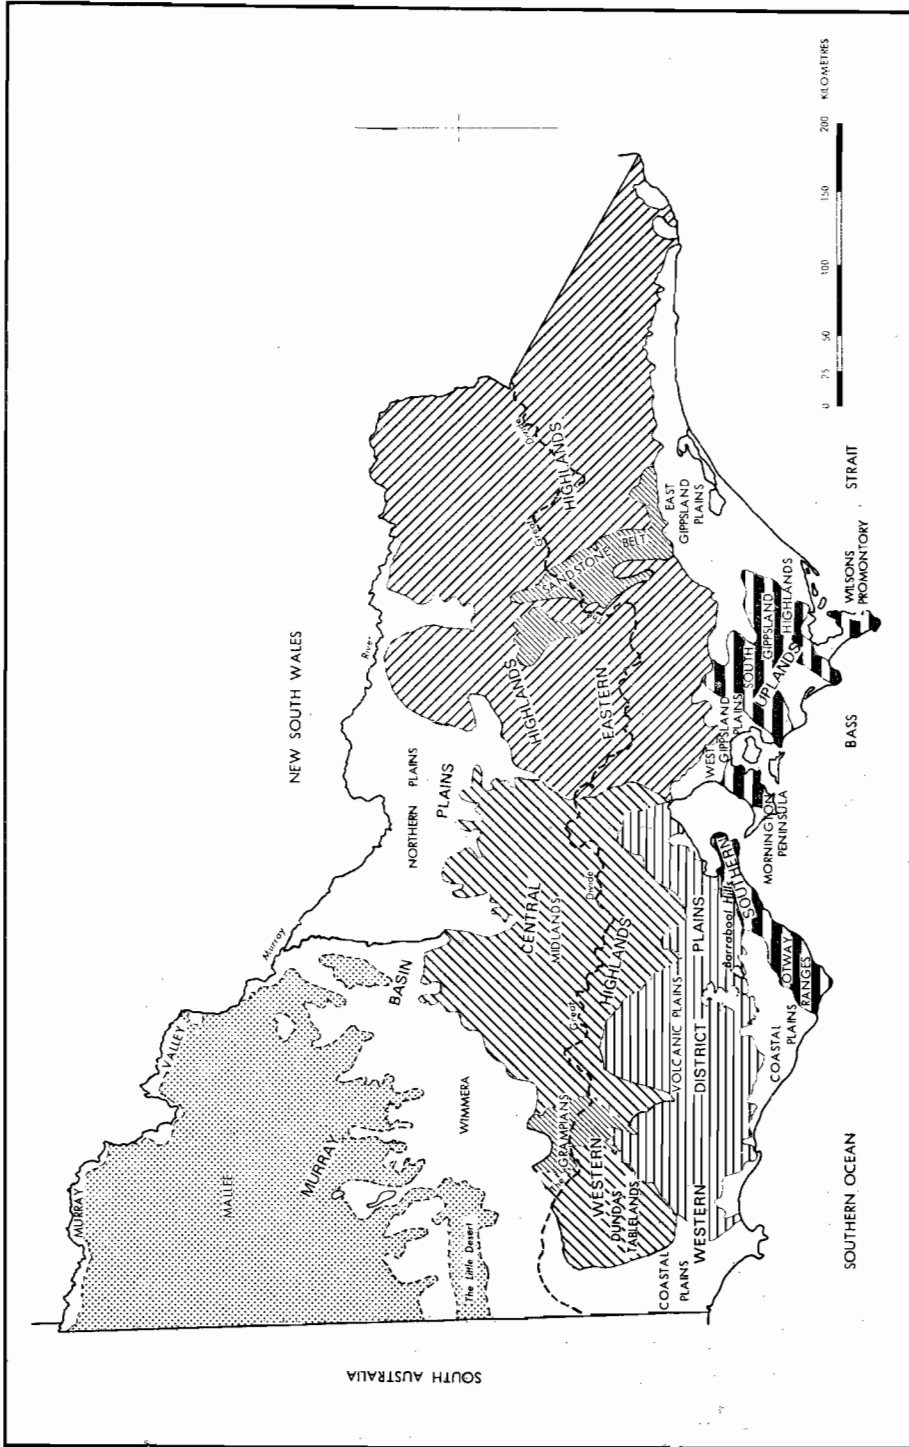 NEW SOUTH WALES
SOUTH AUSTRALIA
MURRAY
VALLEY
Murray
River
MALLEE
MURRAY
BASIN
PLAINS
NORTHERN PLAINS
WIMMERA
The Little Desert
The GRAMPIANS
WESTERN
DUNDAS
TABLELANDS
CENTRAL
MIDLANDS
HIGHLANDS
Great
Divide
HIGHLANDS
EASTERN
SANDSTONE BELT
Great
HIGHLANDS
Divide
COASTAL
PLAINS
WESTERN
DISTRICT
PLAINS
VOLCANIC PLAINS
Barrabool Hills
COASTAL
PLAINS
OTWAY
RANGES
SOUTHERN
UPLANDS
MORNINGTON
PENINSULA
WEST
GIPPSLAND
PLAINS
SOUTH
GIPPSLAND
HIGHLANDS
EAST
GIPPSLAND
PLAINS
WILSONS
PROMONTORY
SOUTHERN OCEAN
BASS
STRAIT
0 25 50 100 150 200 KILOMETRES